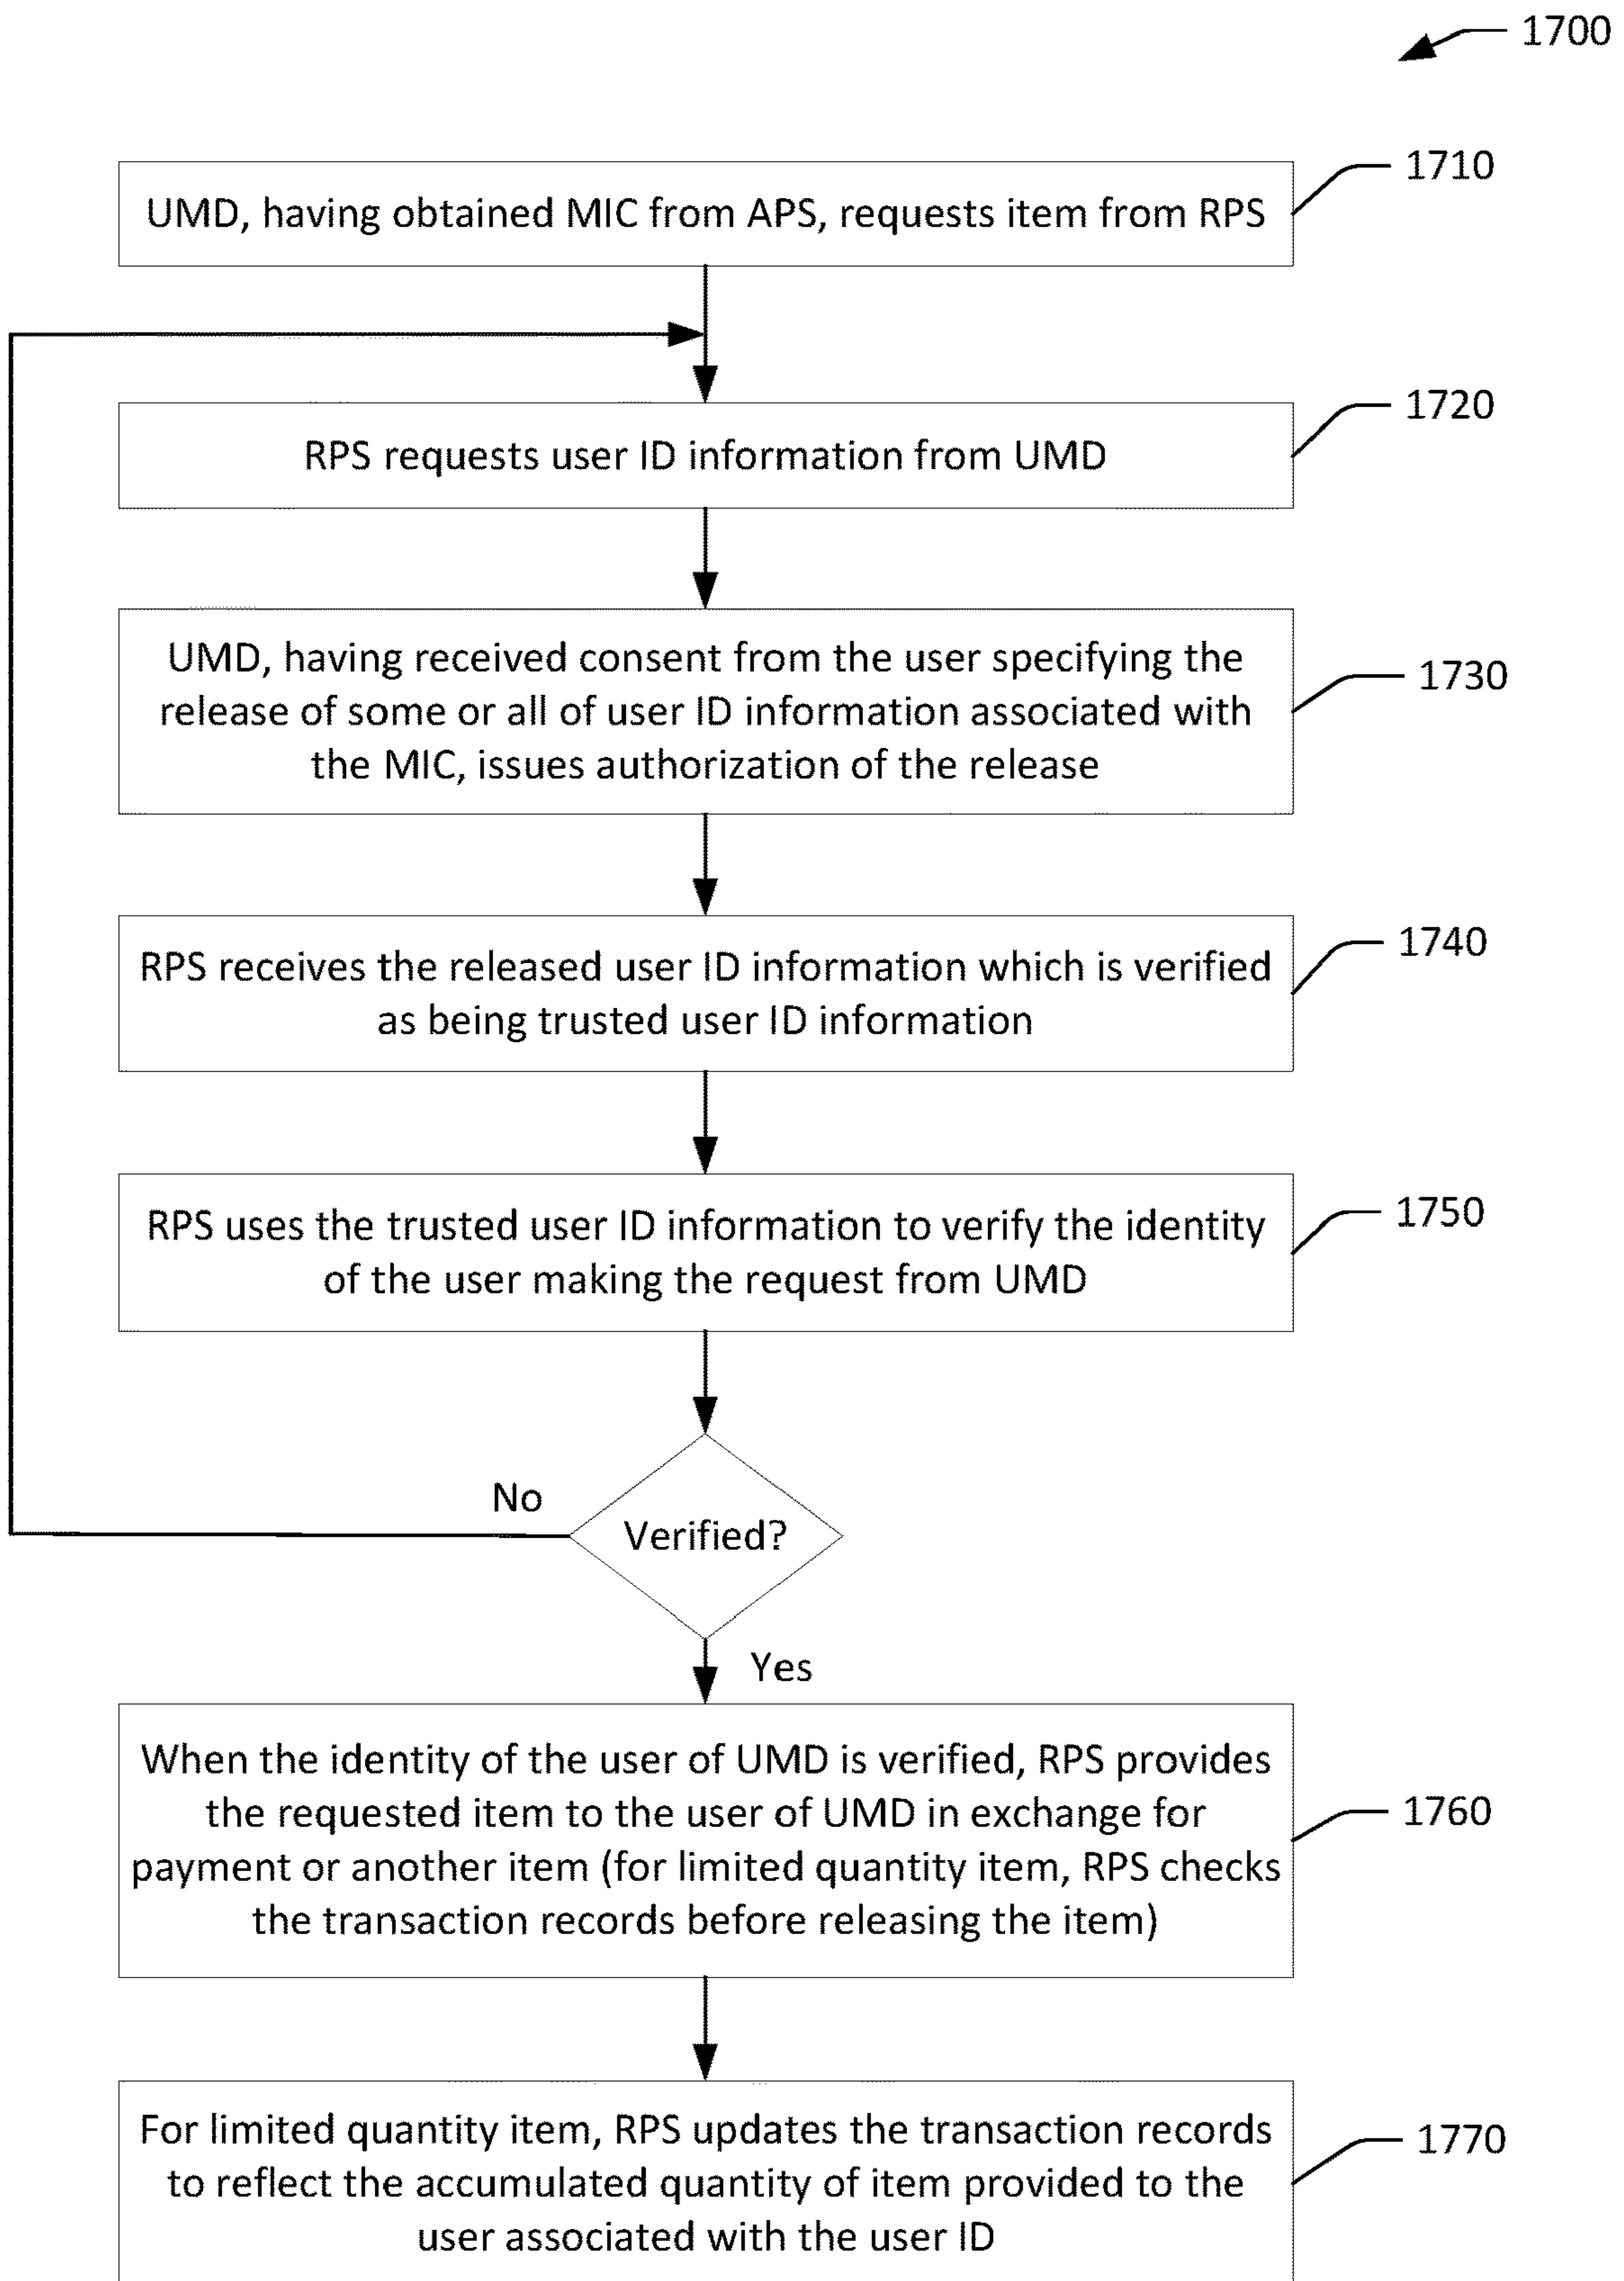 1700
1710
UMD, having obtained MIC from APS, requests item from RPS
1720
RPS requests user ID information from UMD
UMD, having received consent from the user specifying the
release of some or all of user ID information associated with
the MIC, issues authorization of the release
1730
1740
RPS receives the released user ID information which is verified
as being trusted user ID information
1750
RPS uses the trusted user ID information to verify the identity
of the user making the request from UMD
No
Verified?
Yes
When the identity of the user of UMD is verified, RPS provides
the requested item to the user of UMD in exchange for
payment or another item (for limited quantity item, RPS checks
the transaction records before releasing the item)
1760
For limited quantity item, RPS updates the transaction records
to reflect the accumulated quantity of item provided to the
user associated with the user ID
1770